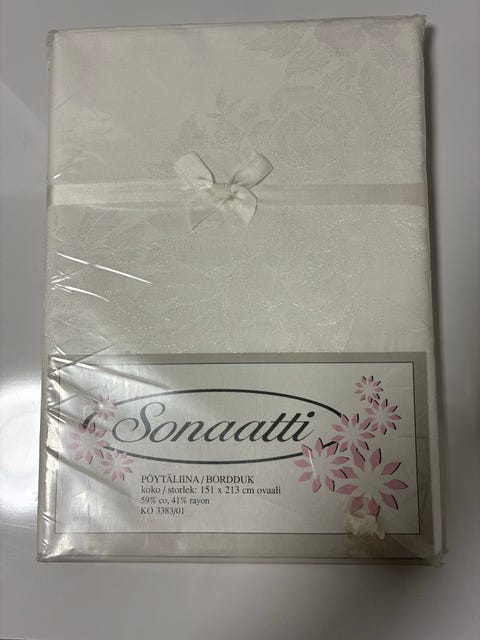 Sonaatti
PÖYTÄLIINA / BORDDUK
koko / storlek: 151 x 213 cm ovaali
59% co, 41% rayon
KO 3383/01